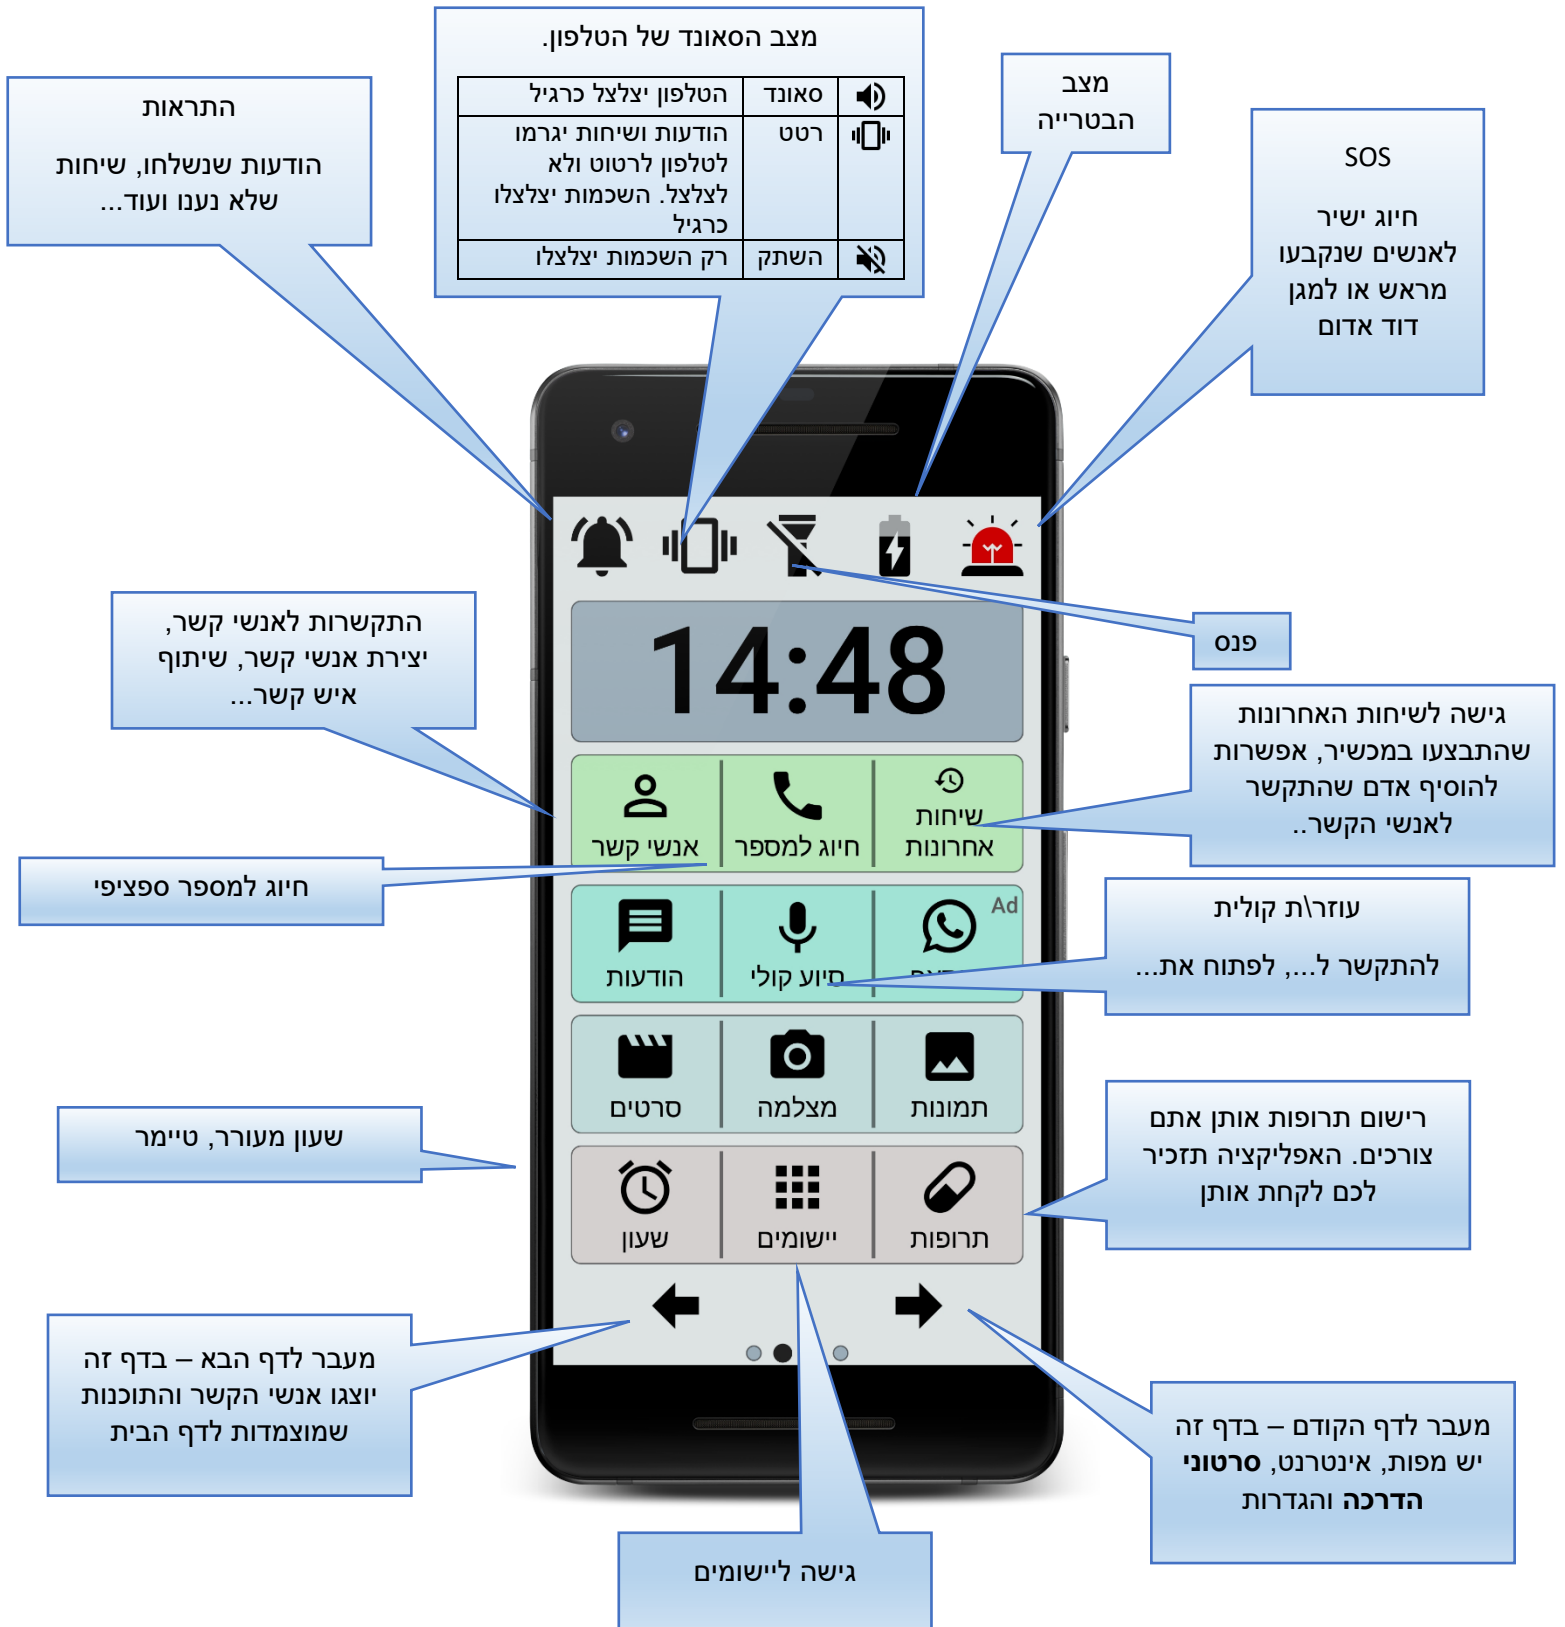 מצב הסאונד של הטלפון.
סאונד
הטלפון יצלצל כרגיל
רטט
הודעות ושיחות יגרמו
לטלפון לרטוט ולא
לצלצל. השכמות יצלצלו
כרגיל
השתק
רק השכמות יצלצלו
מצב
הבטרייה
התראות
הודעות שנשלחו, שיחות
שלא נענו ועוד...
SOS
חיוג ישיר
לאנשים שנקבעו
מראש או למגן
דוד אדום
פנס
14:48
התקשרות לאנשי קשר,
יצירת אנשי קשר, שיתוף
איש קשר...
גישה לשיחות האחרונות
שהתבצעו במכשיר, אפשרות
להוסיף אדם שהתקשר
לאנשי הקשר..
שיחות
אחרונות
חיוג למספר
אנשי קשר
חיוג למספר ספציפי
עוזר\ת קולית
להתקשר ל..., לפתוח את...
Ad
סיוע קולי
הודעות
תמונות
מצלמה
סרטים
רישום תרופות אותן אתם
צורכים. האפליקציה תזכיר
לכם לקחת אותן
שעון מעורר, טיימר
תרופות
יישומים
שעון
מעבר לדף הקודם – בדף זה
יש מפות, אינטרנט, סרטוני
הדרכה והגדרות
מעבר לדף הבא – בדף זה
יוצגו אנשי הקשר והתוכנות
שמוצמדות לדף הבית
גישה ליישומים